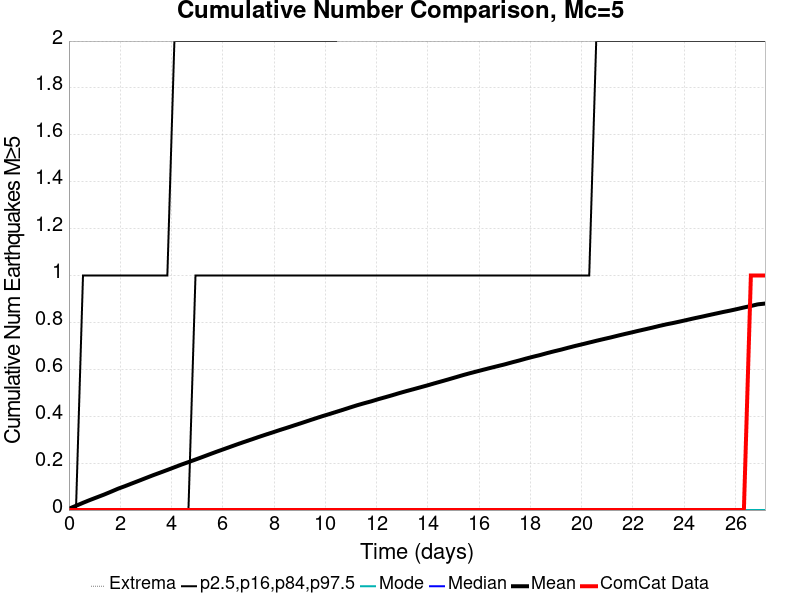 Cumulative Number Comparison, Mc=5
Cumulative Num Earthquakes M≥5
2
1.8
1.6
1.4
1.2
1
0.8
0.6
0.4
0.2
0
0 2 4 6 8 10 12 14 16 18 20 22 24 26
Time (days)
Extrema p2.5,p16,p84,p97.5 Mode Median Mean ComCat Data